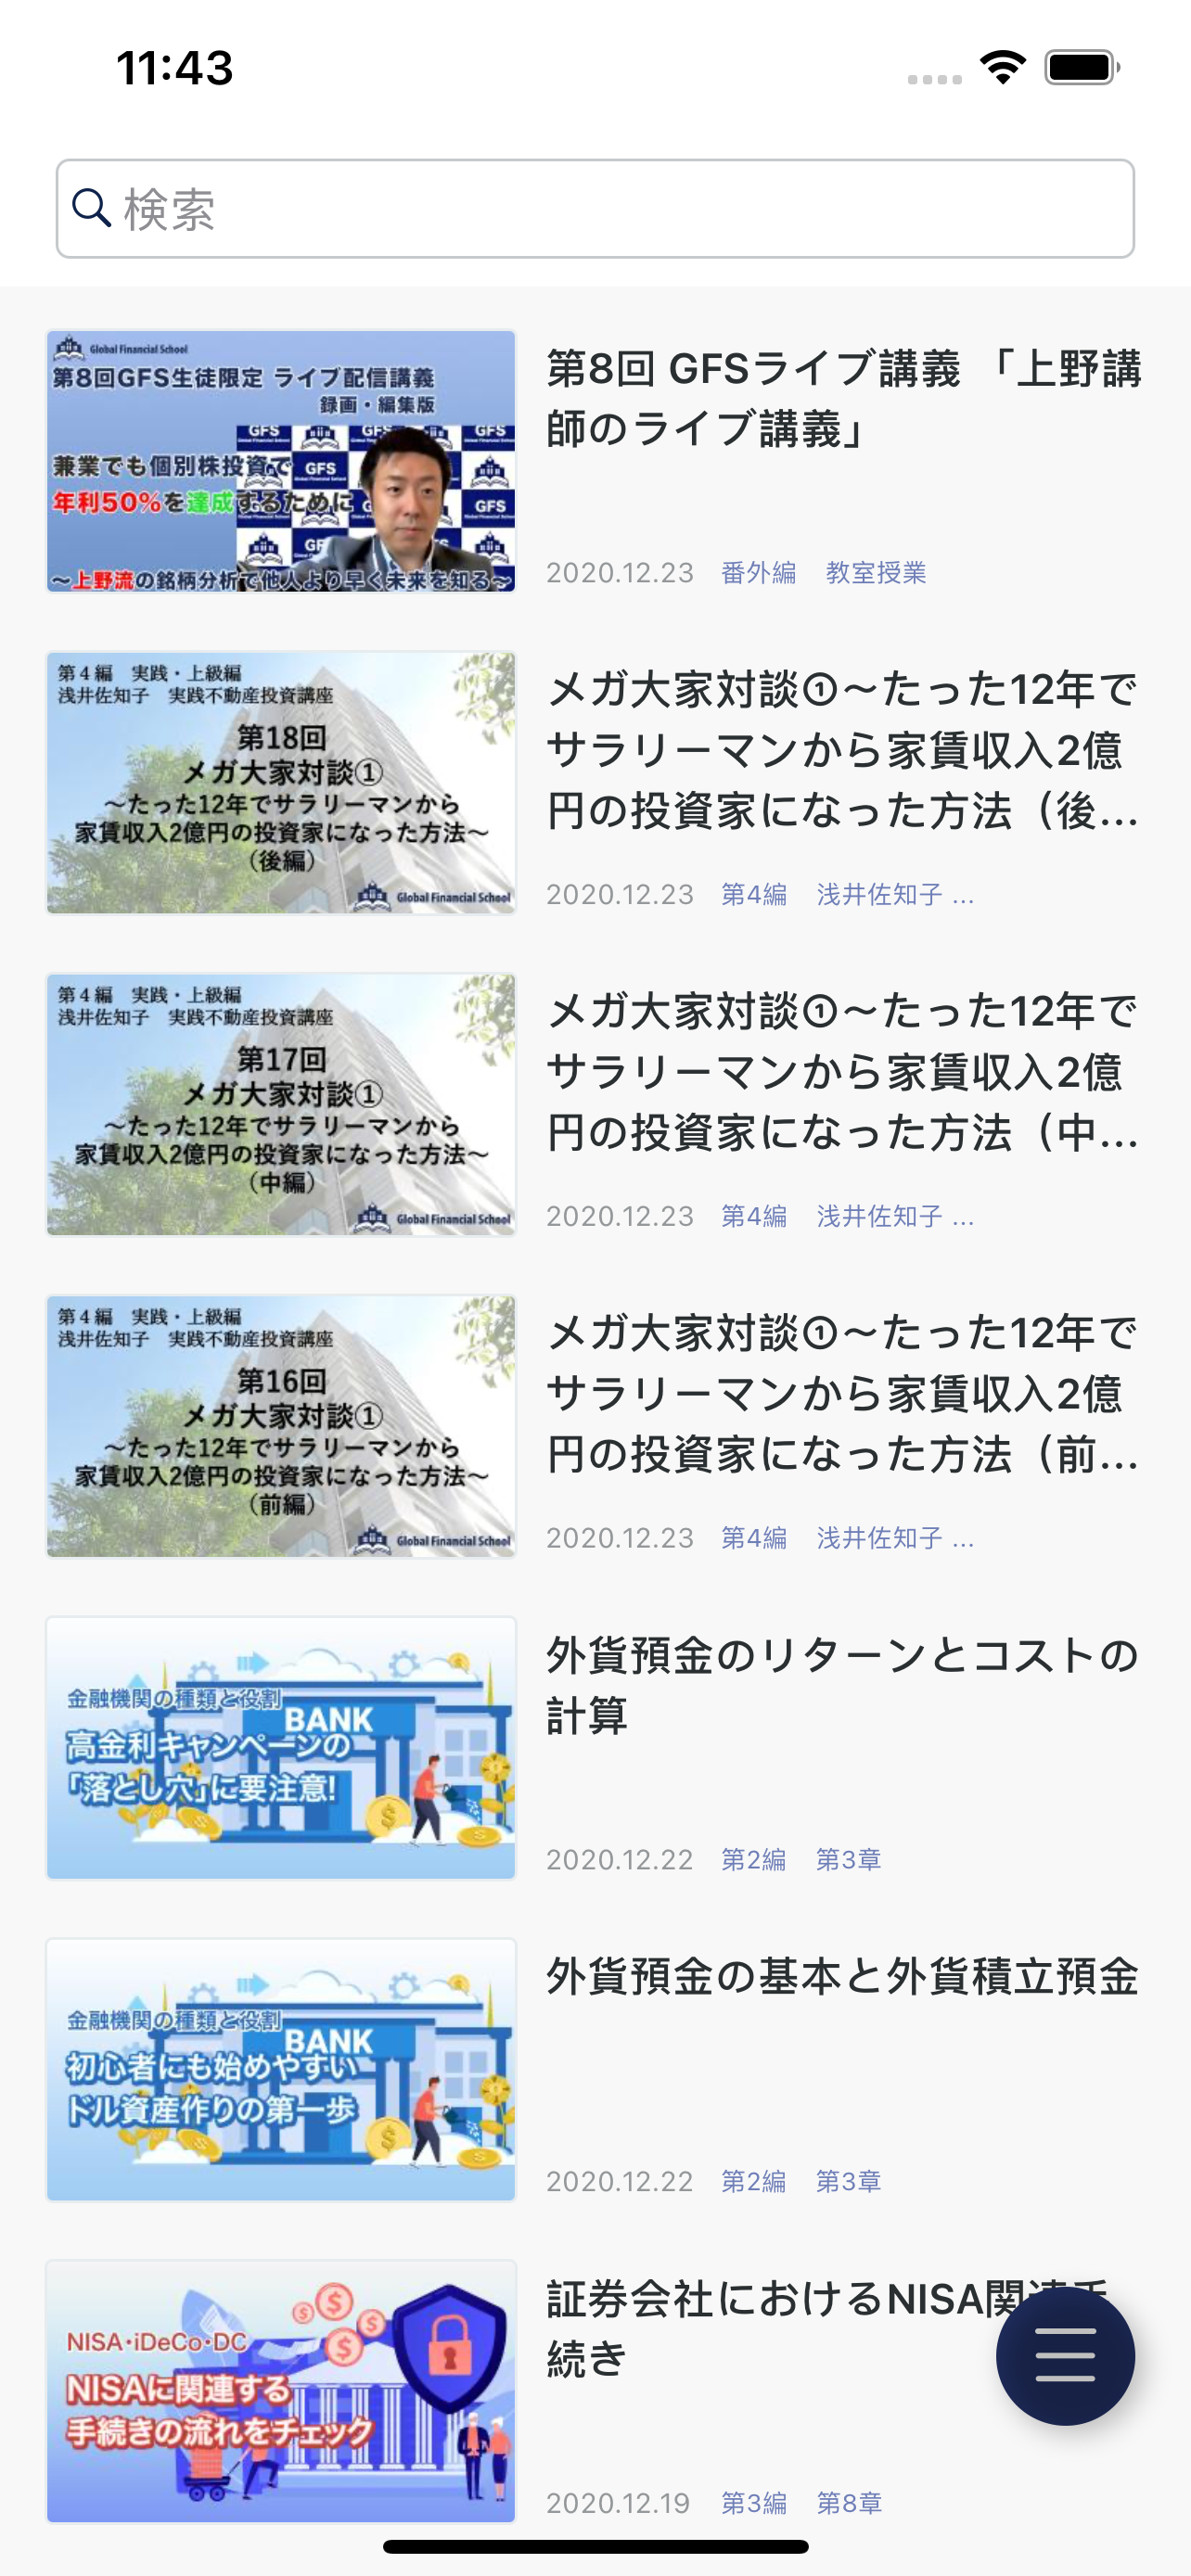 11:43
検索
Global Financial School
第8回GFS生徒限定 ライブ配信講義
録画・編集版
兼業でも個別株投資で
年利50%を達成するために
～上野流の銘柄分析で他人より早く未来を知る～
GFS
GFS
GFS
GFS
第8回 GFSライブ講義 「上野講
師のライブ講義」
2020.12.23 番外編 教室授業
第4編 実践・上級編
浅井佐知子 実践不動産投資講座
第18回
メガ大家対談①
～たった12年でサラリーマンから
家賃収入2億円の投資家になった方法～
（後編）
Global Financial School
メガ大家対談①～たった12年で
サラリーマンから家賃収入2億
円の投資家になった方法（後...
2020.12.23 第4編 浅井佐知子 ...
第4編 実践・上級編
浅井佐知子 実践不動産投資講座
第17回
メガ大家対談①
～たった12年でサラリーマンから
家賃収入2億円の投資家になった方法～
（中編）
Global Financial School
メガ大家対談①～たった12年で
サラリーマンから家賃収入2億
円の投資家になった方法（中...
2020.12.23 第4編 浅井佐知子 ...
第4編 実践・上級編
浅井佐知子 実践不動産投資講座
第16回
メガ大家対談①
～たった12年でサラリーマンから
家賃収入2億円の投資家になった方法～
（前編）
Global Financial School
メガ大家対談①～たった12年で
サラリーマンから家賃収入2億
円の投資家になった方法（前...
2020.12.23 第4編 浅井佐知子 ...
金融機関の種類と役割
BANK
高金利キャンペーンの
「落とし穴」に要注意!
外貨預金のリターンとコストの
計算
2020.12.22 第2編 第3章
金融機関の種類と役割
BANK
初心者にも始めやすい
ドル資産作りの第一歩
外貨預金の基本と外貨積立預金
2020.12.22 第2編 第3章
NISA・iDeCo・DC
NISAに関連する
手続きの流れをチェック
証券会社におけるNISA関連手
続き
2020.12.19 第3編 第8章